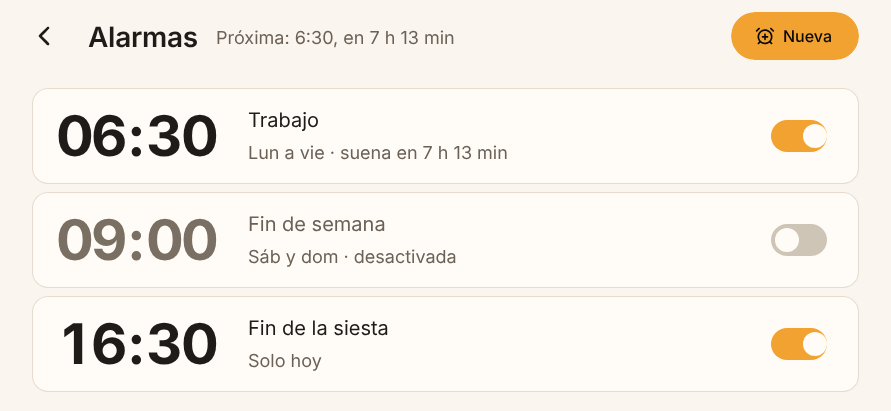 Alarmas
Próxima: 6:30, en 7 h 13 min
Nueva
06:30
Trabajo
Lun a vie · suena en 7 h 13 min
09:00
Fin de semana
Sáb y dom · desactivada
16:30
Fin de la siesta
Solo hoy